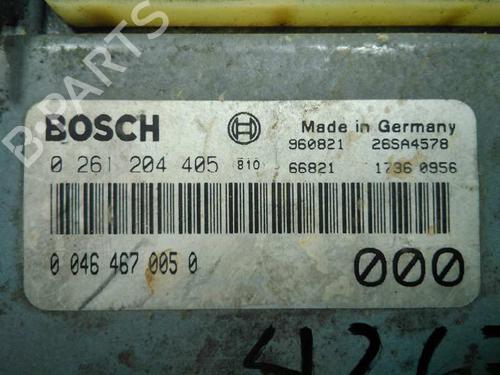 B-PARTS
BOSCH
Made in Germany
960821 26SA4578
0 261 204 405 B10 66821 1736 0956
0 046 467 005 0
000